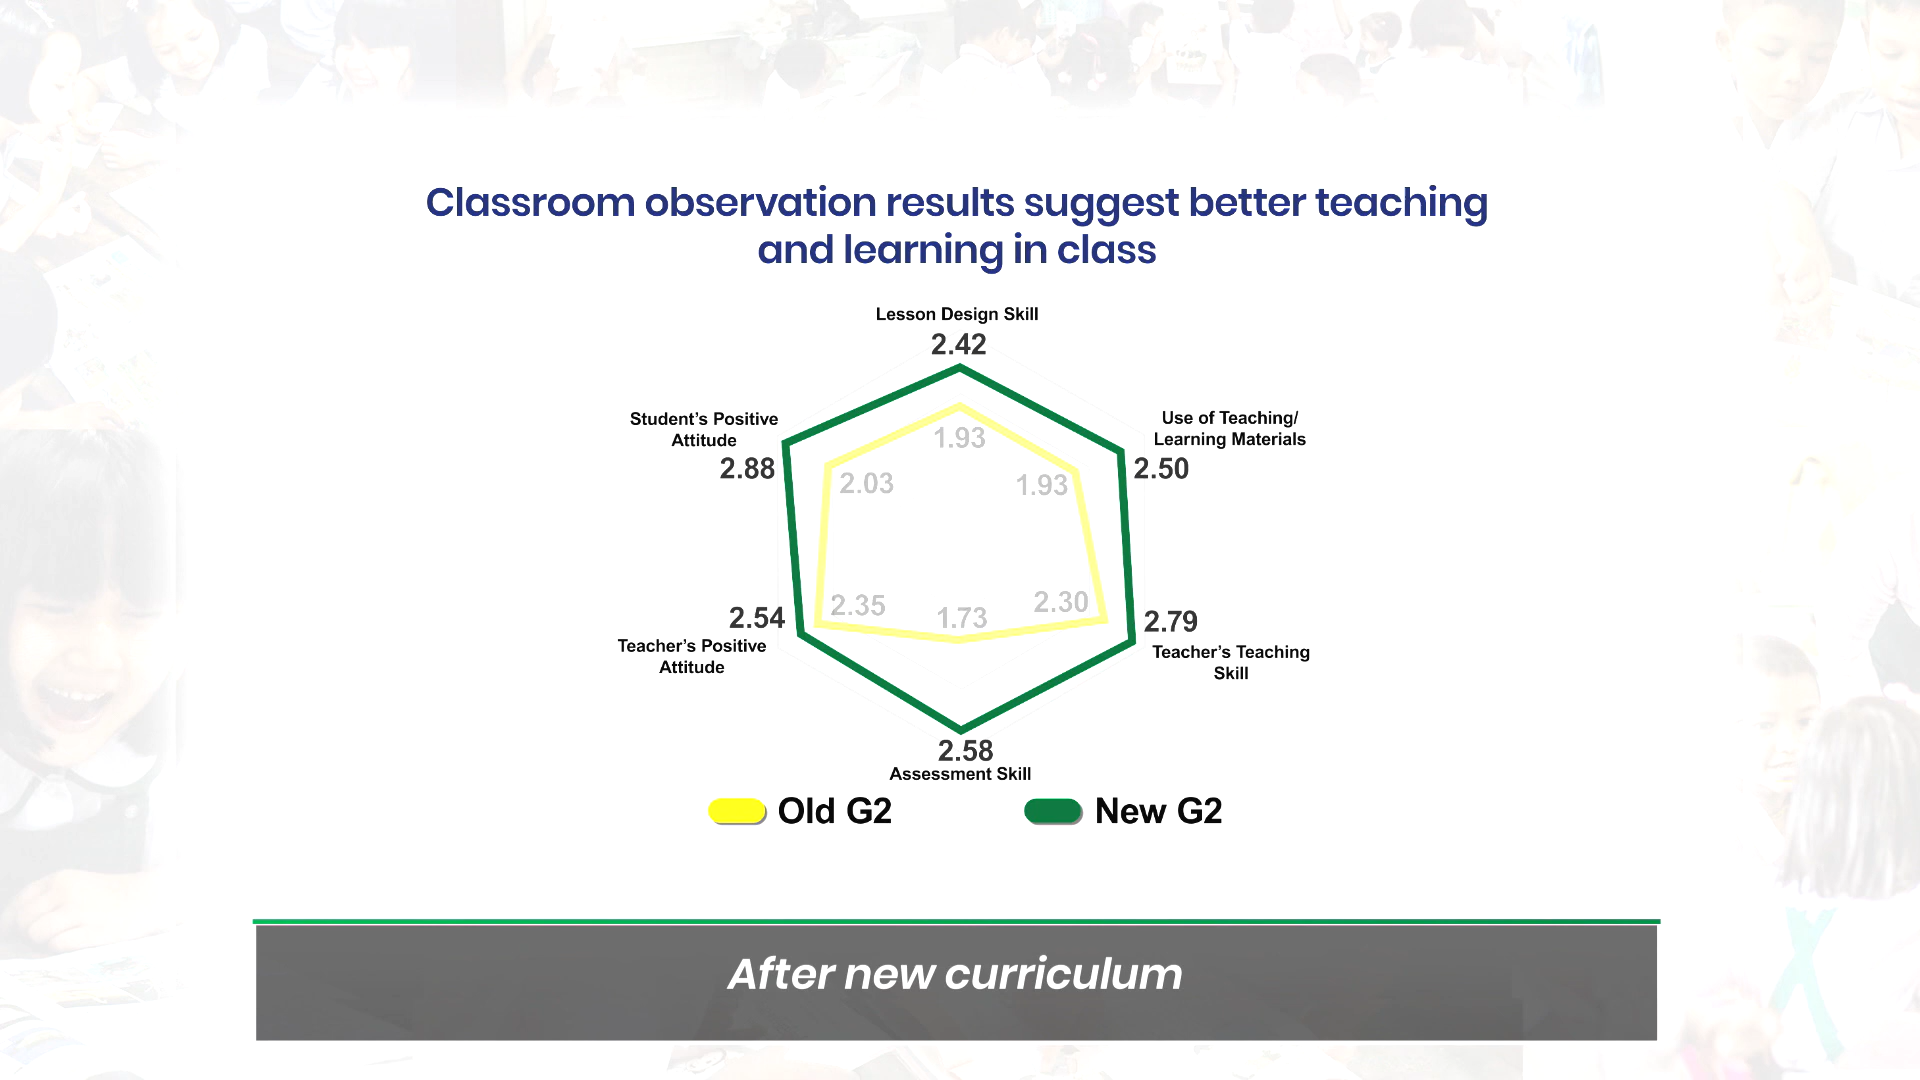 Classroom observation results suggest better teaching
and learning in class
Lesson Design Skill
2.42
Student’s Positive
Attitude
2.88
Use of Teaching/
Learning Materials
2.50
1.93
2.03
1.93
2.35
1.73
2.30
2.54
Teacher’s Positive
Attitude
2.79
Teacher’s Teaching
Skill
2.58
Assessment Skill
Old G2
New G2
After new curriculum